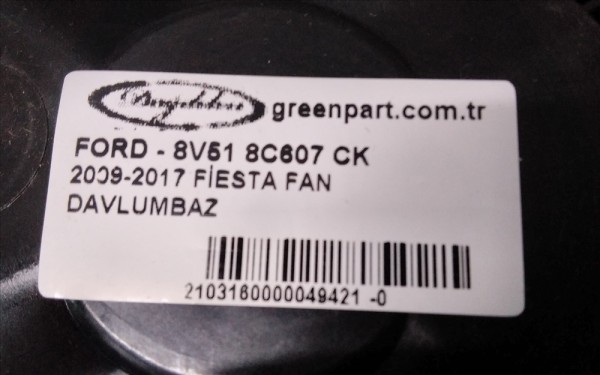 greenpart.com.tr
FORD - 8V51 8C607 CK
2009-2017 FİESTA FAN
DAVLUMBAZ
2103160000049421 -0